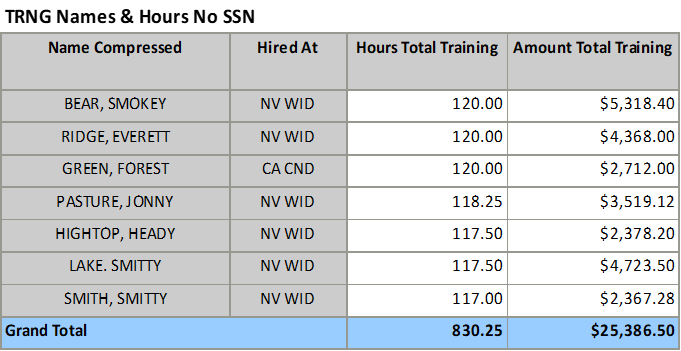 TRNG Names & Hours No SSN
Name Compressed Hired At Hours Total Training Amount Total Training
BEAR, SMOKEY NV WID 120.00 $5,318.40
RIDGE, EVERETT NV WID 120.00 $4,368.00
GREEN, FOREST CA CND 120.00 $2,712.00
PASTURE, JONNY NV WID 118.25 $3,519.12
HIGHTOP, HEADY NV WID 117.50 $2,378.20
LAKE. SMITTY NV WID 117.50 $4,723.50
SMITH, SMITTY NV WID 117.00 $2,367.28
Grand Total 830.25 $25,386.50